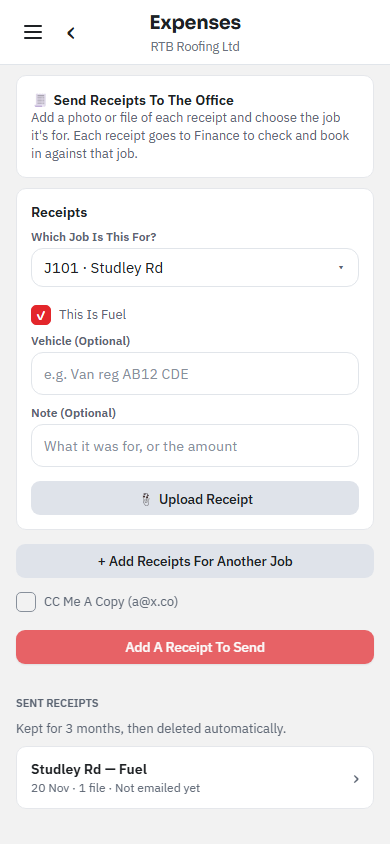 Expenses
RTB Roofing Ltd
Send Receipts To The Office
Add a photo or file of each receipt and choose the job
it's for. Each receipt goes to Finance to check and book
in against that job.
Receipts
Which Job Is This For?
J101 · Studley Rd
This Is Fuel
Vehicle (Optional)
e.g. Van reg AB12 CDE
Note (Optional)
What it was for, or the amount
Upload Receipt
+ Add Receipts For Another Job
CC Me A Copy (a@x.co)
Add A Receipt To Send
SENT RECEIPTS
Kept for 3 months, then deleted automatically.
Studley Rd — Fuel
20 Nov · 1 file · Not emailed yet